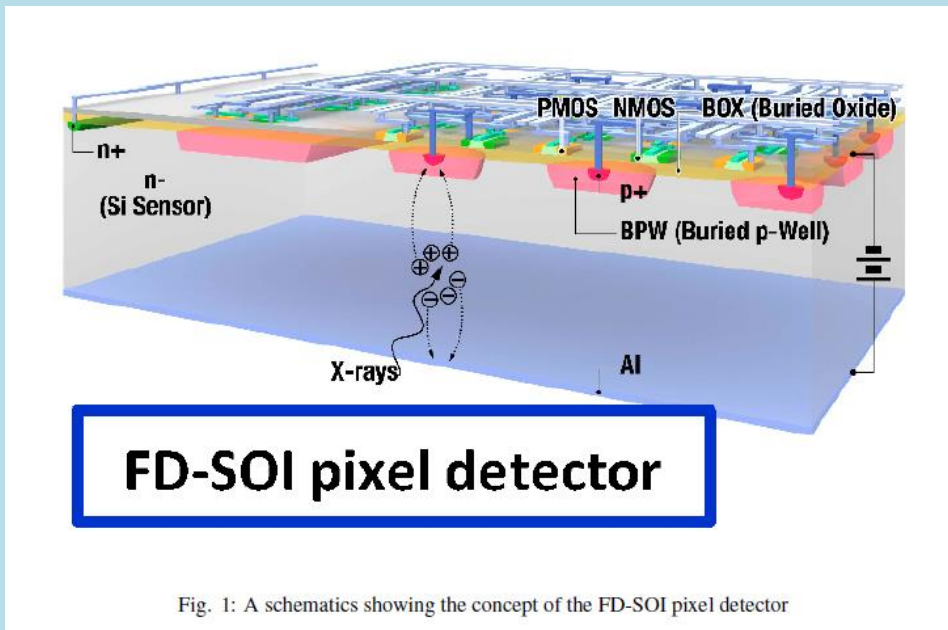 PMOS NMOS BOX (Buried Oxide)
n+
n-
(Si Sensor)
p+
BPW (Buried p-Well)
+
+ +
-
- -
X-rays
Al
FD-SOI pixel detector
Fig. 1: A schematics showing the concept of the FD-SOI pixel detector